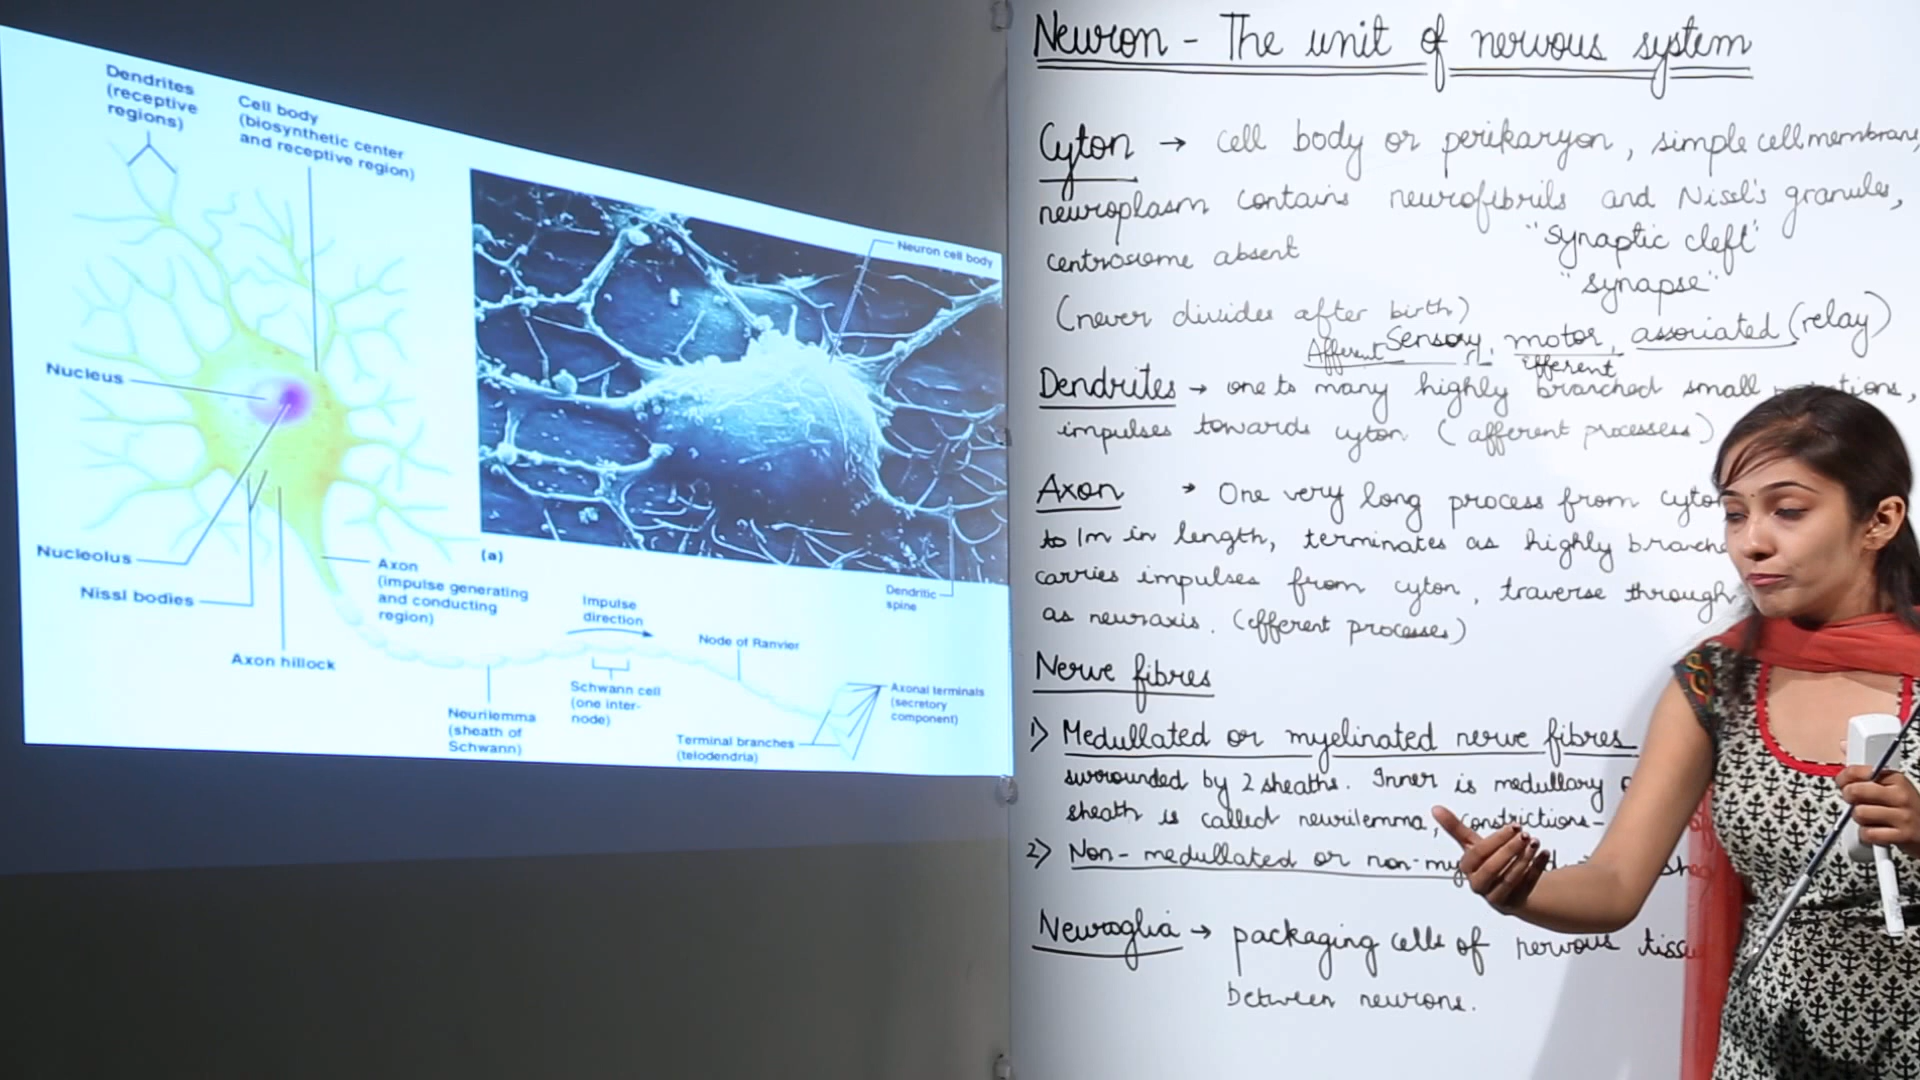 Dendrites
(receptive
regions)
Cell body
(biosynthetic center
and receptive region)
Neuron cell body
Nucleus
Nucleolus
Nissl bodies
Axon hillock
Axon
(impulse generating
and conducting
region)
(a)
Impulse
direction
Dendritic
spine
Node of Ranvier
Schwann cell
(one inter-
node)
Neurilemma
(sheath of
Schwann)
Axonal terminals
(secretory
component)
Terminal branches
(telodendria)
Neuron - The unit of nervous system
Cyton → cell body or perikaryon, simple cell membrane,
neuroplasm contains neurofibrils and Nissl's granules,
centrosome absent
"synaptic cleft"
"synapse"
(never divides after birth)
Sensory, motor, associated (relay)
Afferent Efferent
Dendrites → one to many highly branched small
impulses towards cyton (afferent processess)
Axon → One very long process from cyton
to 1m in length, terminates as highly
carries impulses from cyton, traverse through
as neuraxis. (efferent processes)
Nerve fibres
1) Medullated or myelinated nerve fibres
surrounded by 2 sheaths. Inner is medullary
sheath is called neurilemma, constrictions-
2) Non-medullated or
Neuroglia → packaging cells of nervous
between neurons.